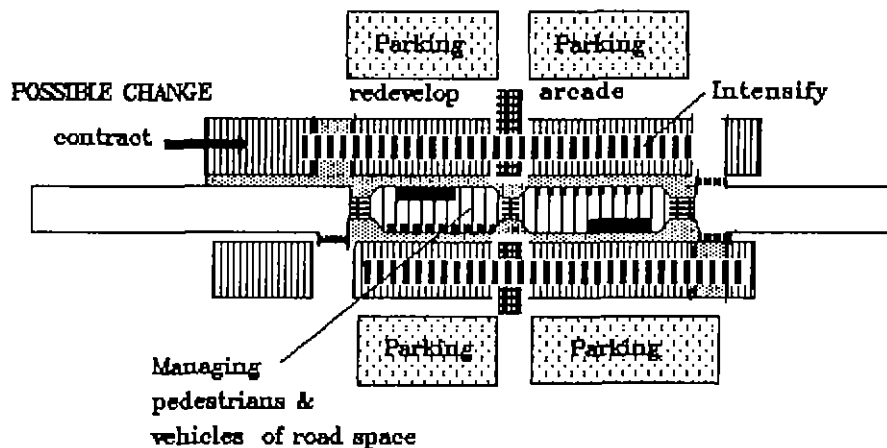 Parking Parking
POSSIBLE CHANGE redevelop arcade Intensify
contract
Parking Parking
Managing
pedestrians &
vehicles of road space